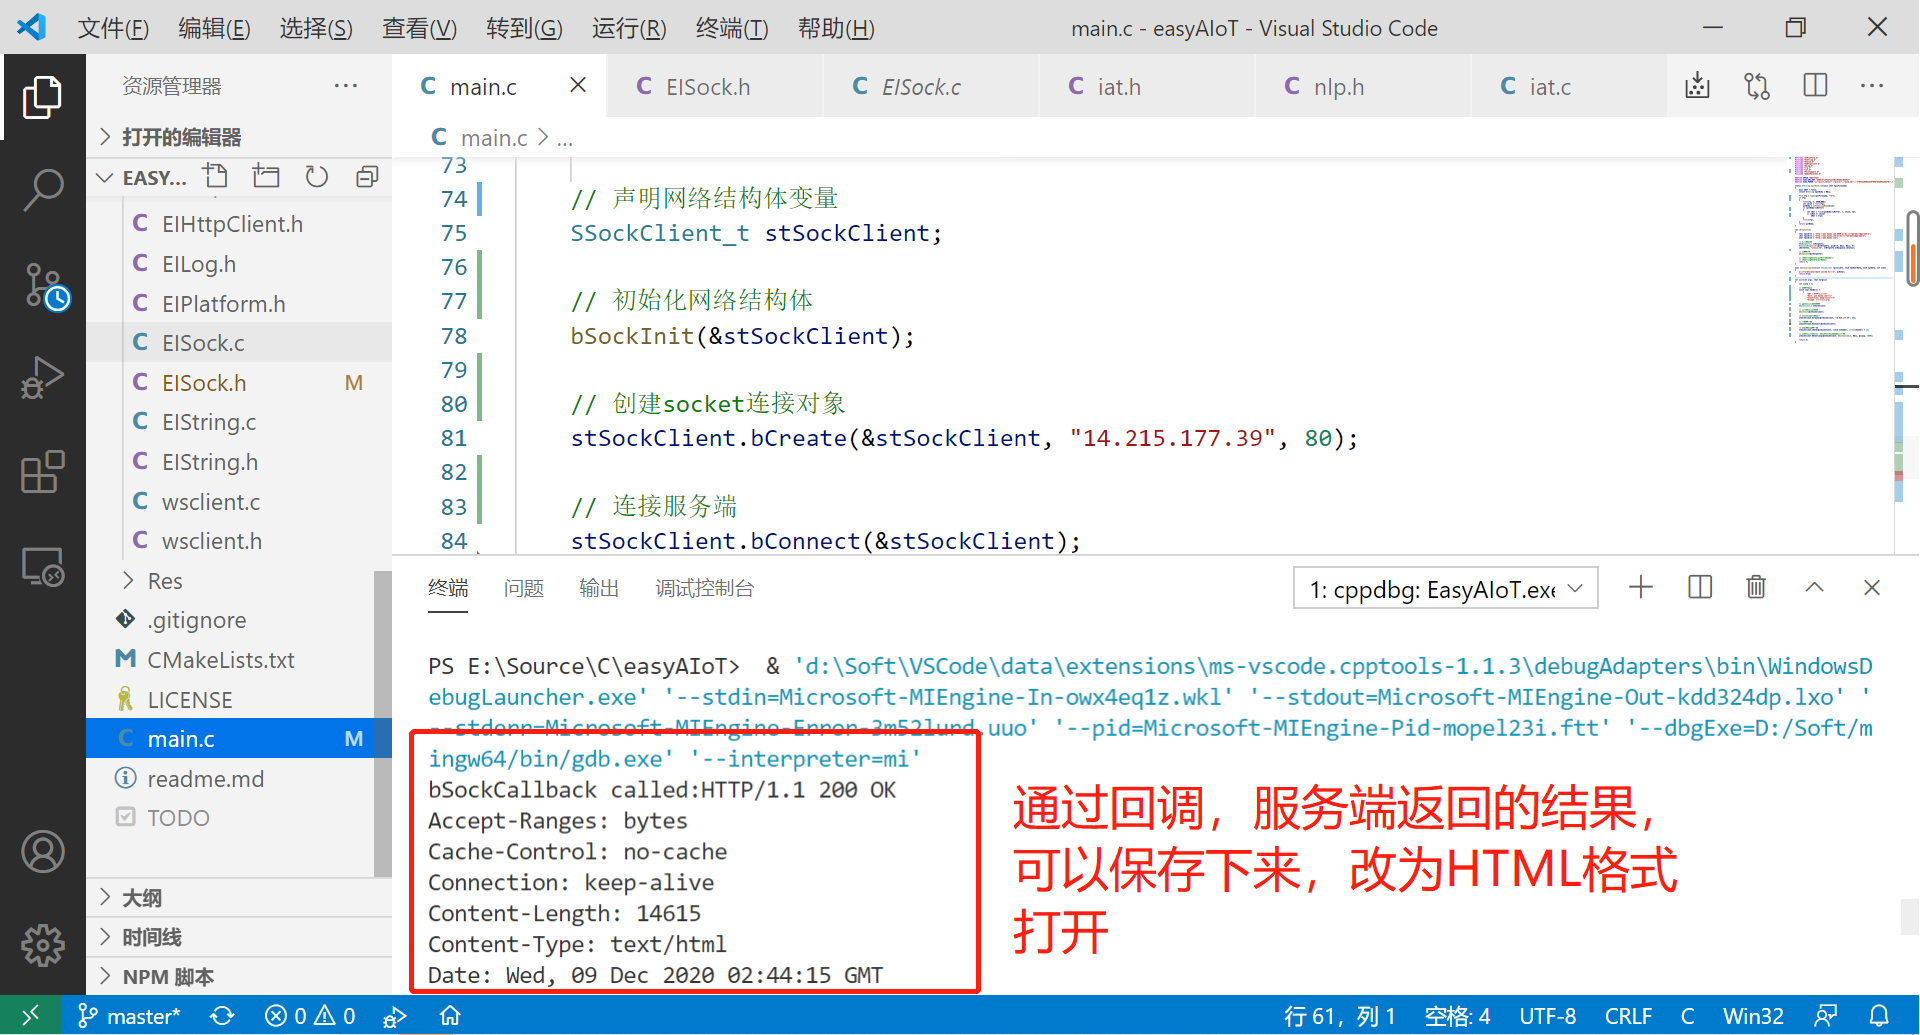 文件(F) 编辑(E) 选择(S) 查看(V) 转到(G) 运行(R) 终端(T) 帮助(H) main.c - easyAIoT - Visual Studio Code
资源管理器 ···
main.c EISock.h EISock.c iat.h nlp.h iat.c
打开的编辑器
C main.c > ...
EASY...
C EIHttpClient.h
C EILog.h
C EIPlatform.h
C EISock.c
C EISock.h M
C EIString.c
C EIString.h
C wsclient.c
C wsclient.h
Res
.gitignore
CMakeLists.txt
LICENSE
C main.c M
readme.md
TODO
大纲
时间线
NPM 脚本
73
74 // 声明网络结构体变量
75 SSockClient_t stSockClient;
76
77 // 初始化网络结构体
78 bSockInit(&stSockClient);
79
80 // 创建socket连接对象
81 stSockClient.bCreate(&stSockClient, "14.215.177.39", 80);
82
83 // 连接服务端
84 stSockClient.bConnect(&stSockClient);
终端 问题 输出 调试控制台 1: cppdbg: EasyAIoT.exe
PS E:\Source\C\easyAIoT> & 'd:\Soft\VSCode\data\extensions\ms-vscode.cpptools-1.1.3\debugAdapters\bin\WindowsD
ebugLauncher.exe' '--stdin=Microsoft-MIEngine-In-owx4eq1z.wkl' '--stdout=Microsoft-MIEngine-Out-kdd324dp.lxo' '
--stderr=Microsoft-MIEngine-Error-3m52lurd.uuo' '--pid=Microsoft-MIEngine-Pid-mopel23i.ftt' '--dbgExe=D:/Soft/m
ingw64/bin/gdb.exe' '--interpreter=mi'
bSockCallback called:HTTP/1.1 200 OK
Accept-Ranges: bytes
Cache-Control: no-cache
Connection: keep-alive
Content-Length: 14615
Content-Type: text/html
Date: Wed, 09 Dec 2020 02:44:15 GMT
通过回调，服务端返回的结果，
可以保存下来，改为HTML格式
打开
master* 0 0 行 61，列 1 空格: 4 UTF-8 CRLF C Win32